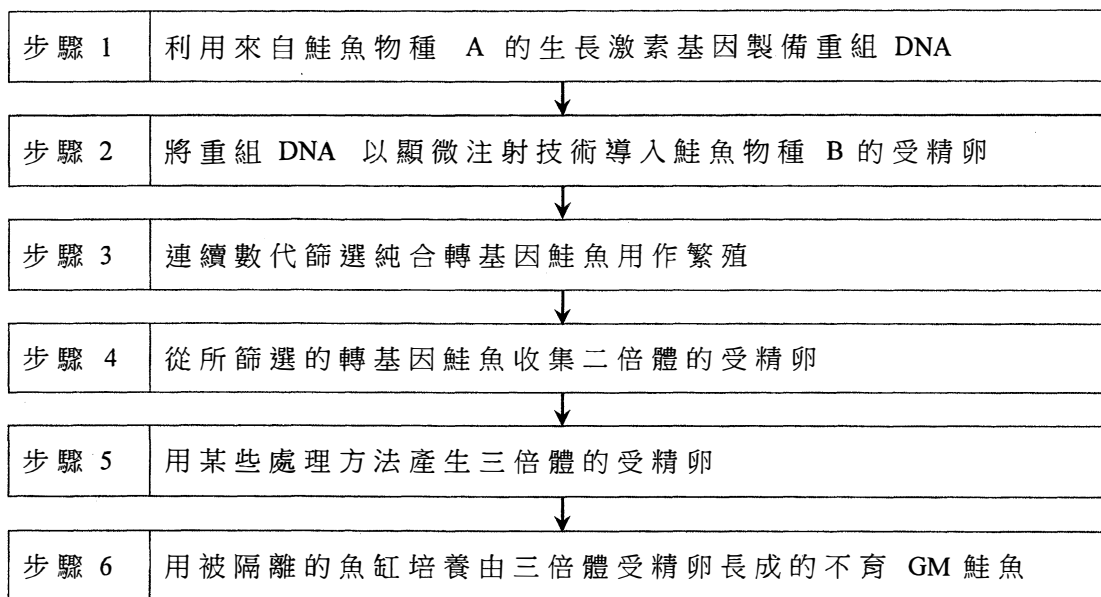 步驟 1 利用來自鮭魚物種 A 的生長激素基因製備重組 DNA
步驟 2 將重組 DNA 以顯微注射技術導入鮭魚物種 B 的受精卵
步驟 3 連續數代篩選純合轉基因鮭魚用作繁殖
步驟 4 從所篩選的轉基因鮭魚收集二倍體的受精卵
步驟 5 用某些處理方法產生三倍體的受精卵
步驟 6 用被隔離的魚缸培養由三倍體受精卵長成的不育 GM 鮭魚